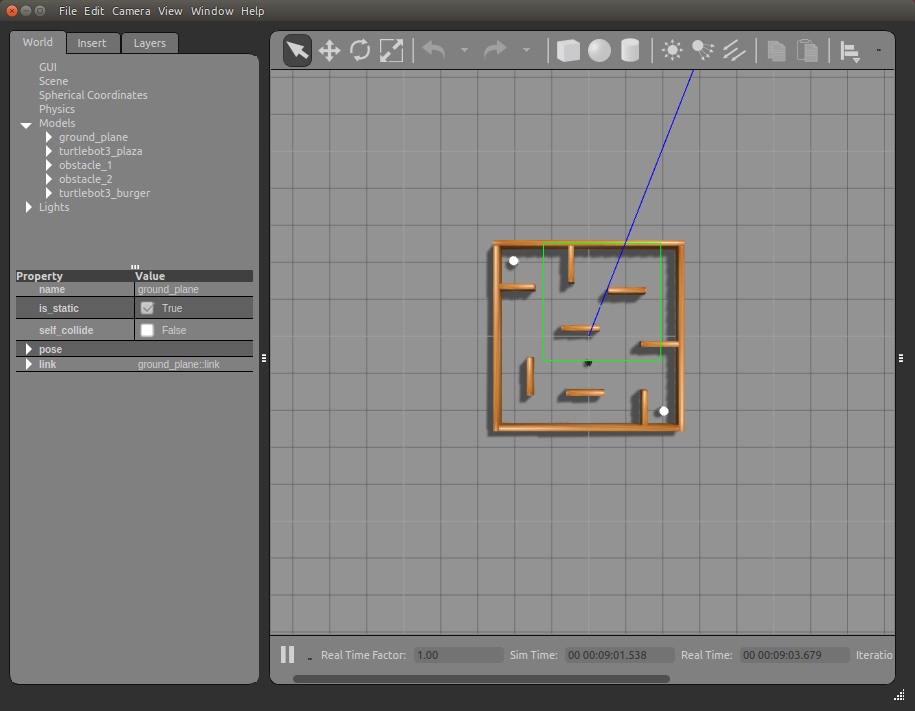 File Edit Camera View Window Help
World Insert Layers
GUI
Scene
Spherical Coordinates
Physics
Models
ground_plane
turtlebot3_plaza
obstacle_1
obstacle_2
turtlebot3_burger
Lights
Property Value
name ground_plane
is_static True
self_collide False
pose
link ground_plane::link
Real Time Factor: 1.00 Sim Time: 00 00:09:01.538 Real Time: 00 00:09:03.679 Iteratio